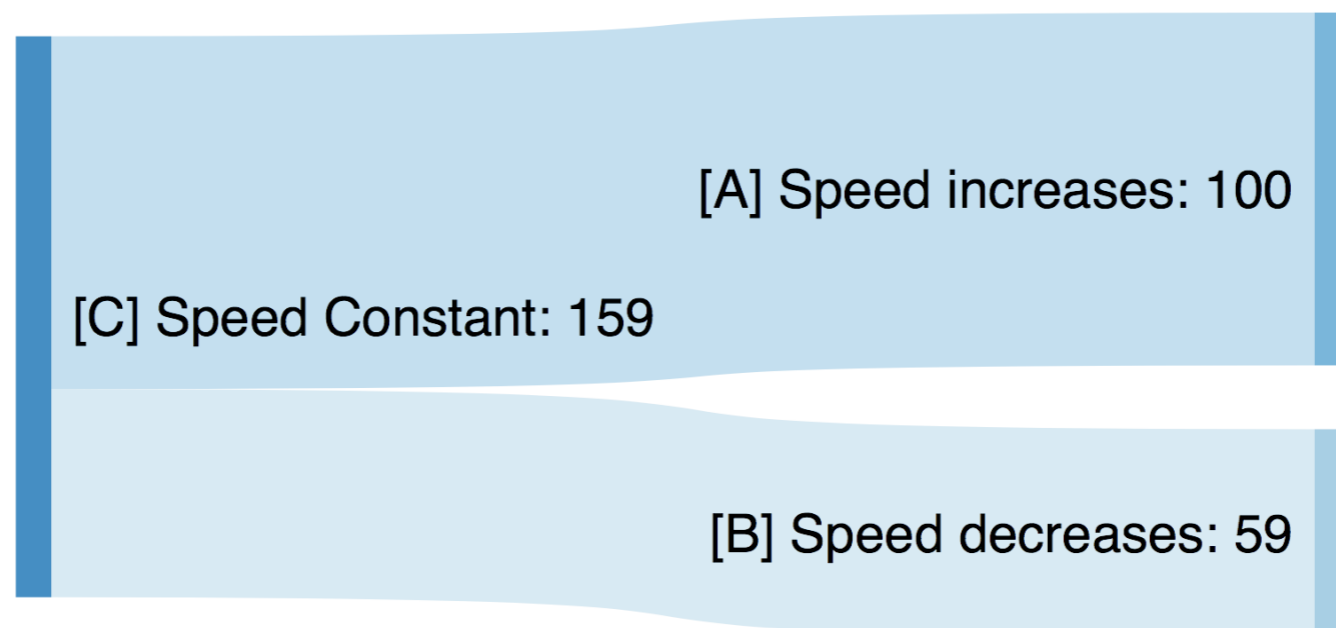 [A] Speed increases: 100
[C] Speed Constant: 159
[B] Speed decreases: 59